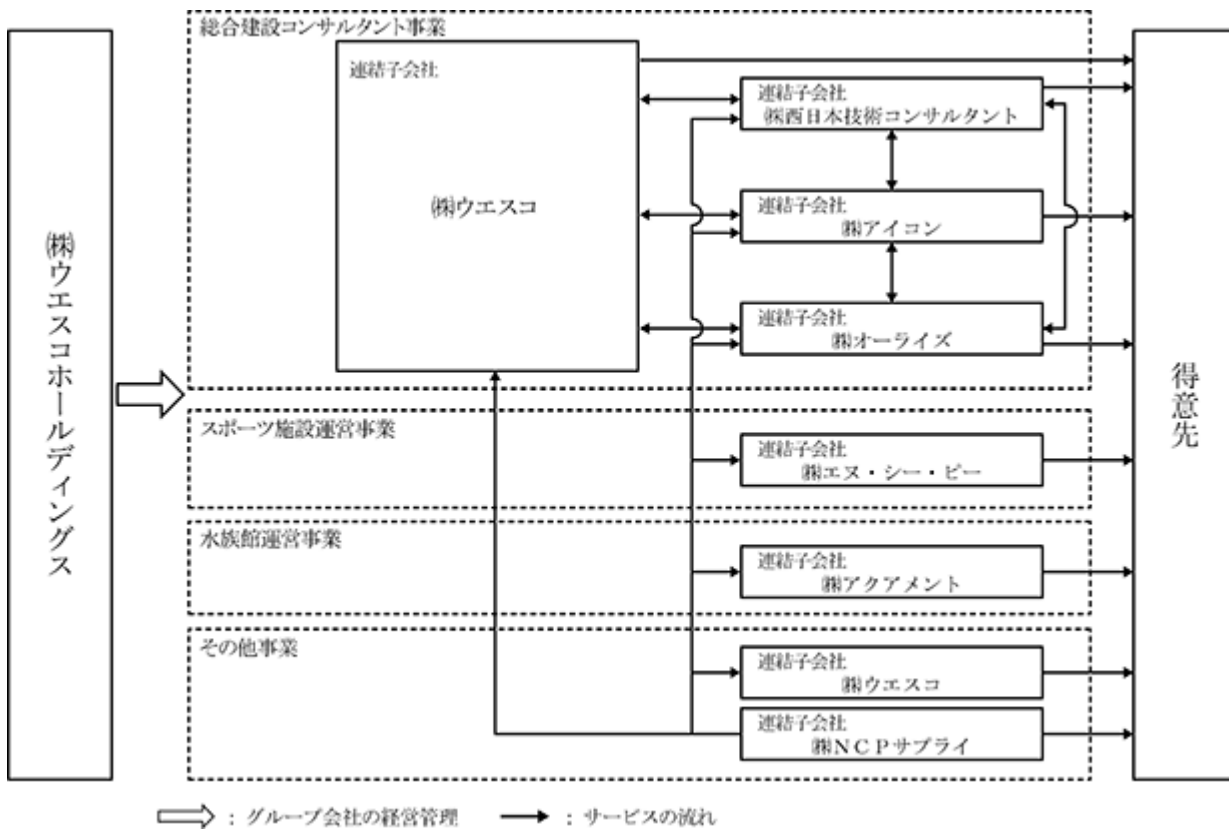 ㈱ウエスコホールディングス
総合建設コンサルタント事業
連結子会社
㈱ウエスコ
連結子会社
㈱西日本技術コンサルタント
連結子会社
㈱アイコン
連結子会社
㈱オーライズ
スポーツ施設運営事業
連結子会社
㈱エヌ・シー・ピー
水族館運営事業
連結子会社
㈱アクアメント
その他事業
連結子会社
㈱ウエスコ
連結子会社
㈱NCPサプライ
得意先
：グループ会社の経営管理
：サービスの流れ